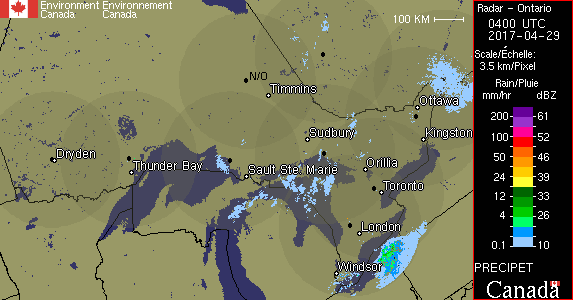 Environment Environnement
Canada Canada
100 KM
N/O
Timmins
Ottawa
Sudbury
Kingston
Dryden
Thunder Bay
Sault Ste. Marie
Orillia
Toronto
London
Windsor
Radar - Ontario
0400 UTC
2017-04-29
Scale/Échelle:
3.5 km/Pixel
Rain/Pluie
mm/hr dBZ
200 61
100 52
50 46
24 39
12 33
4 26
0.1 10
PRECIPET
Canada